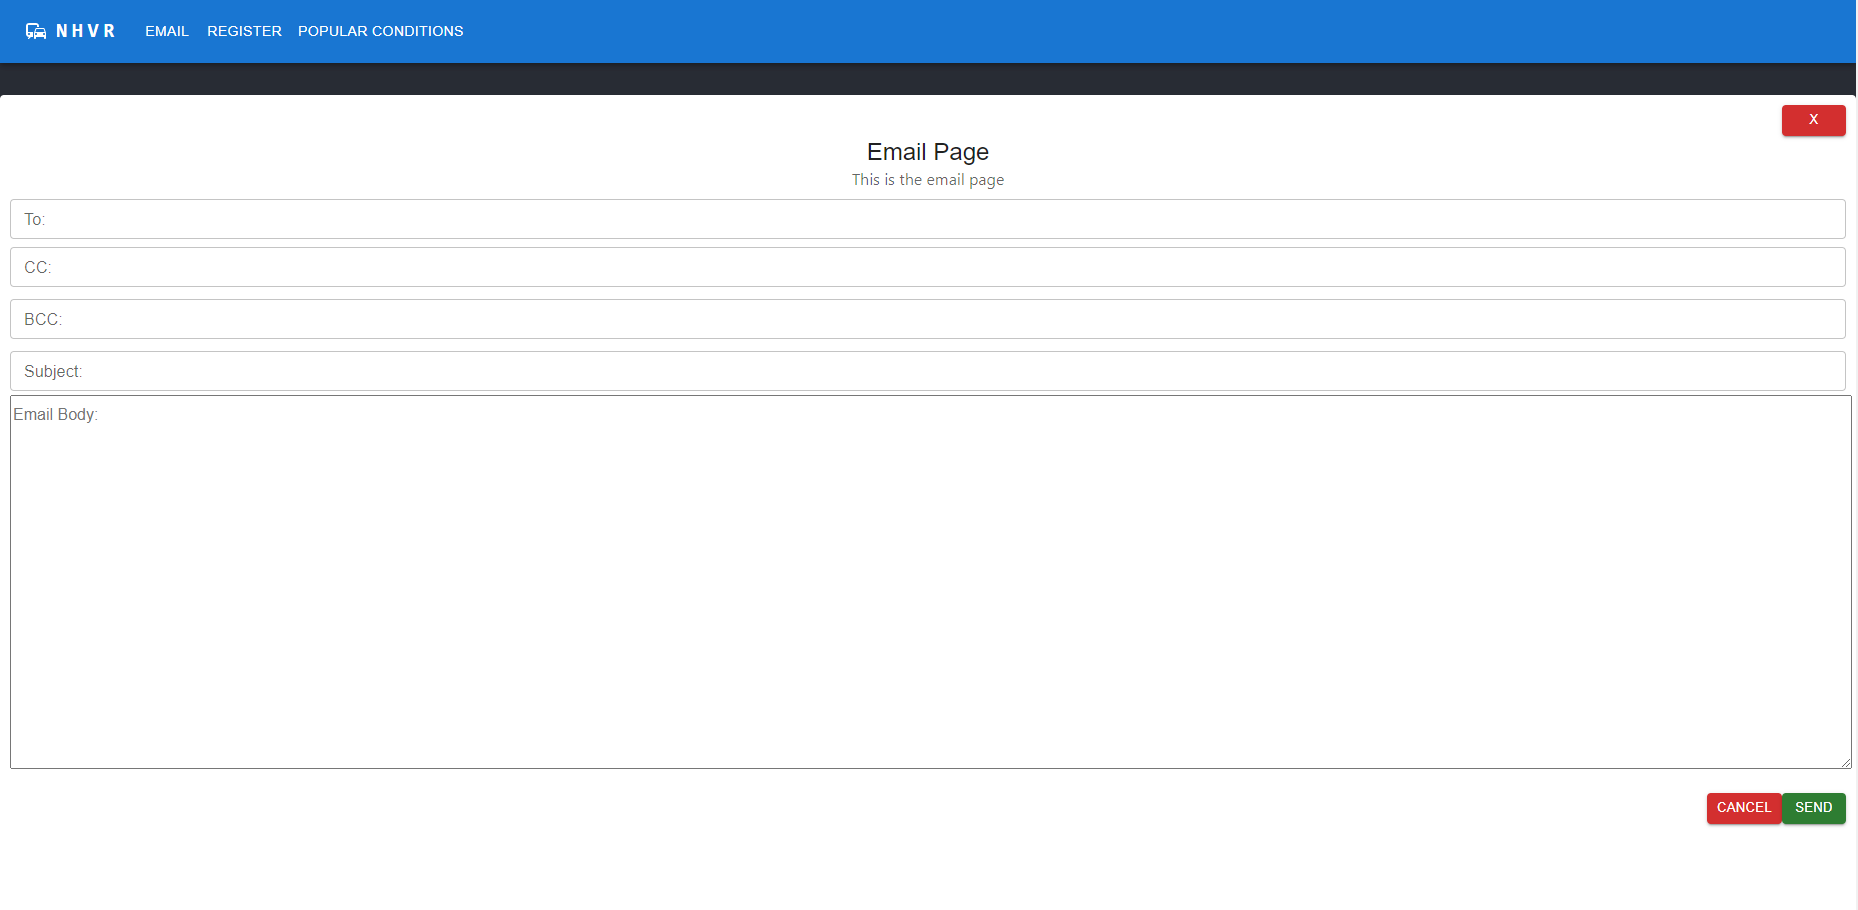 NHVR EMAIL REGISTER POPULAR CONDITIONS
X
Email Page
This is the email page
To:
CC:
BCC:
Subject:
Email Body:
CANCEL SEND